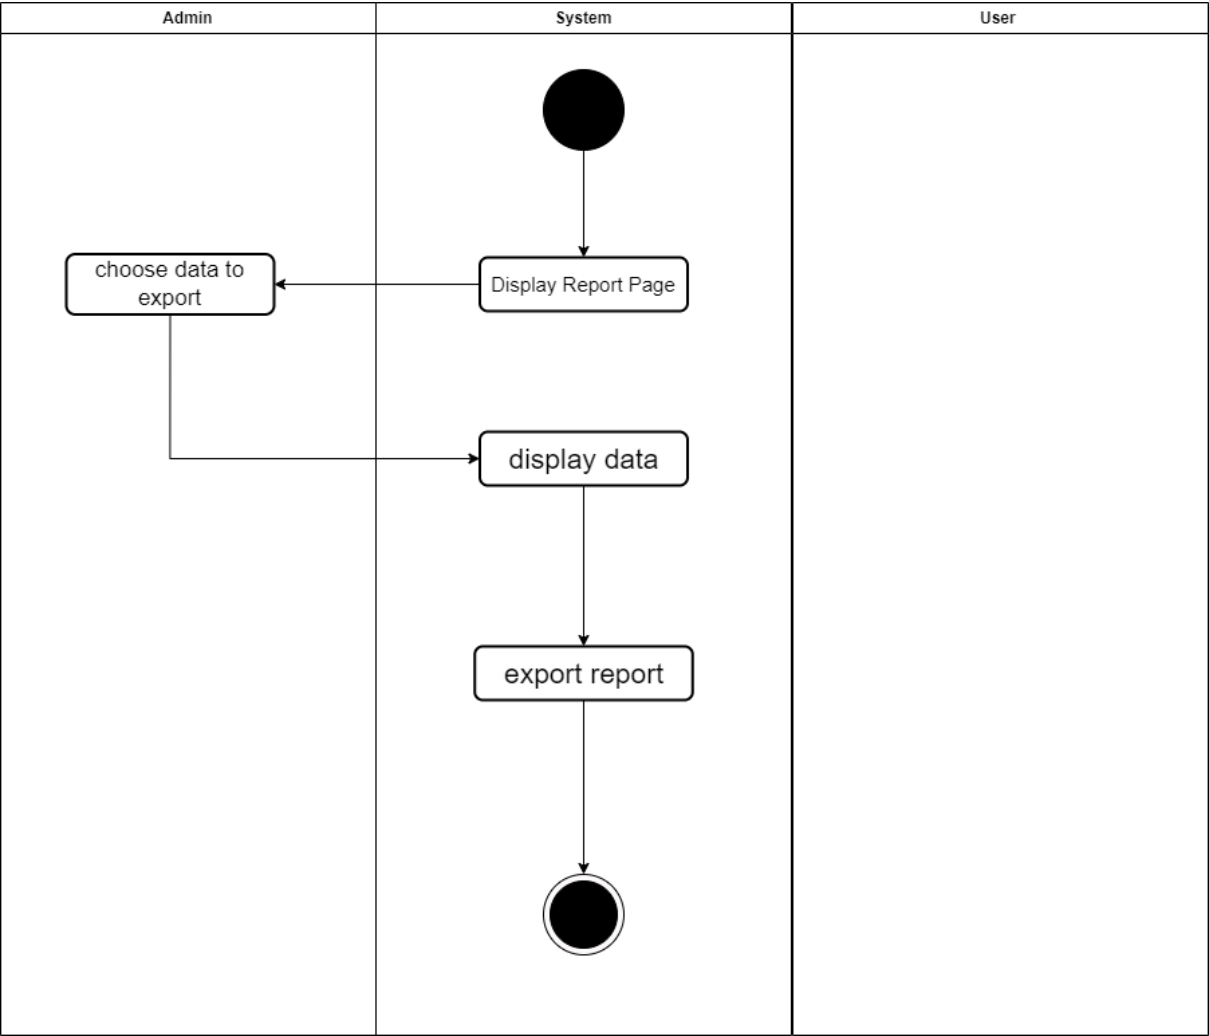 Admin
System
User
choose data to
export
Display Report Page
display data
export report